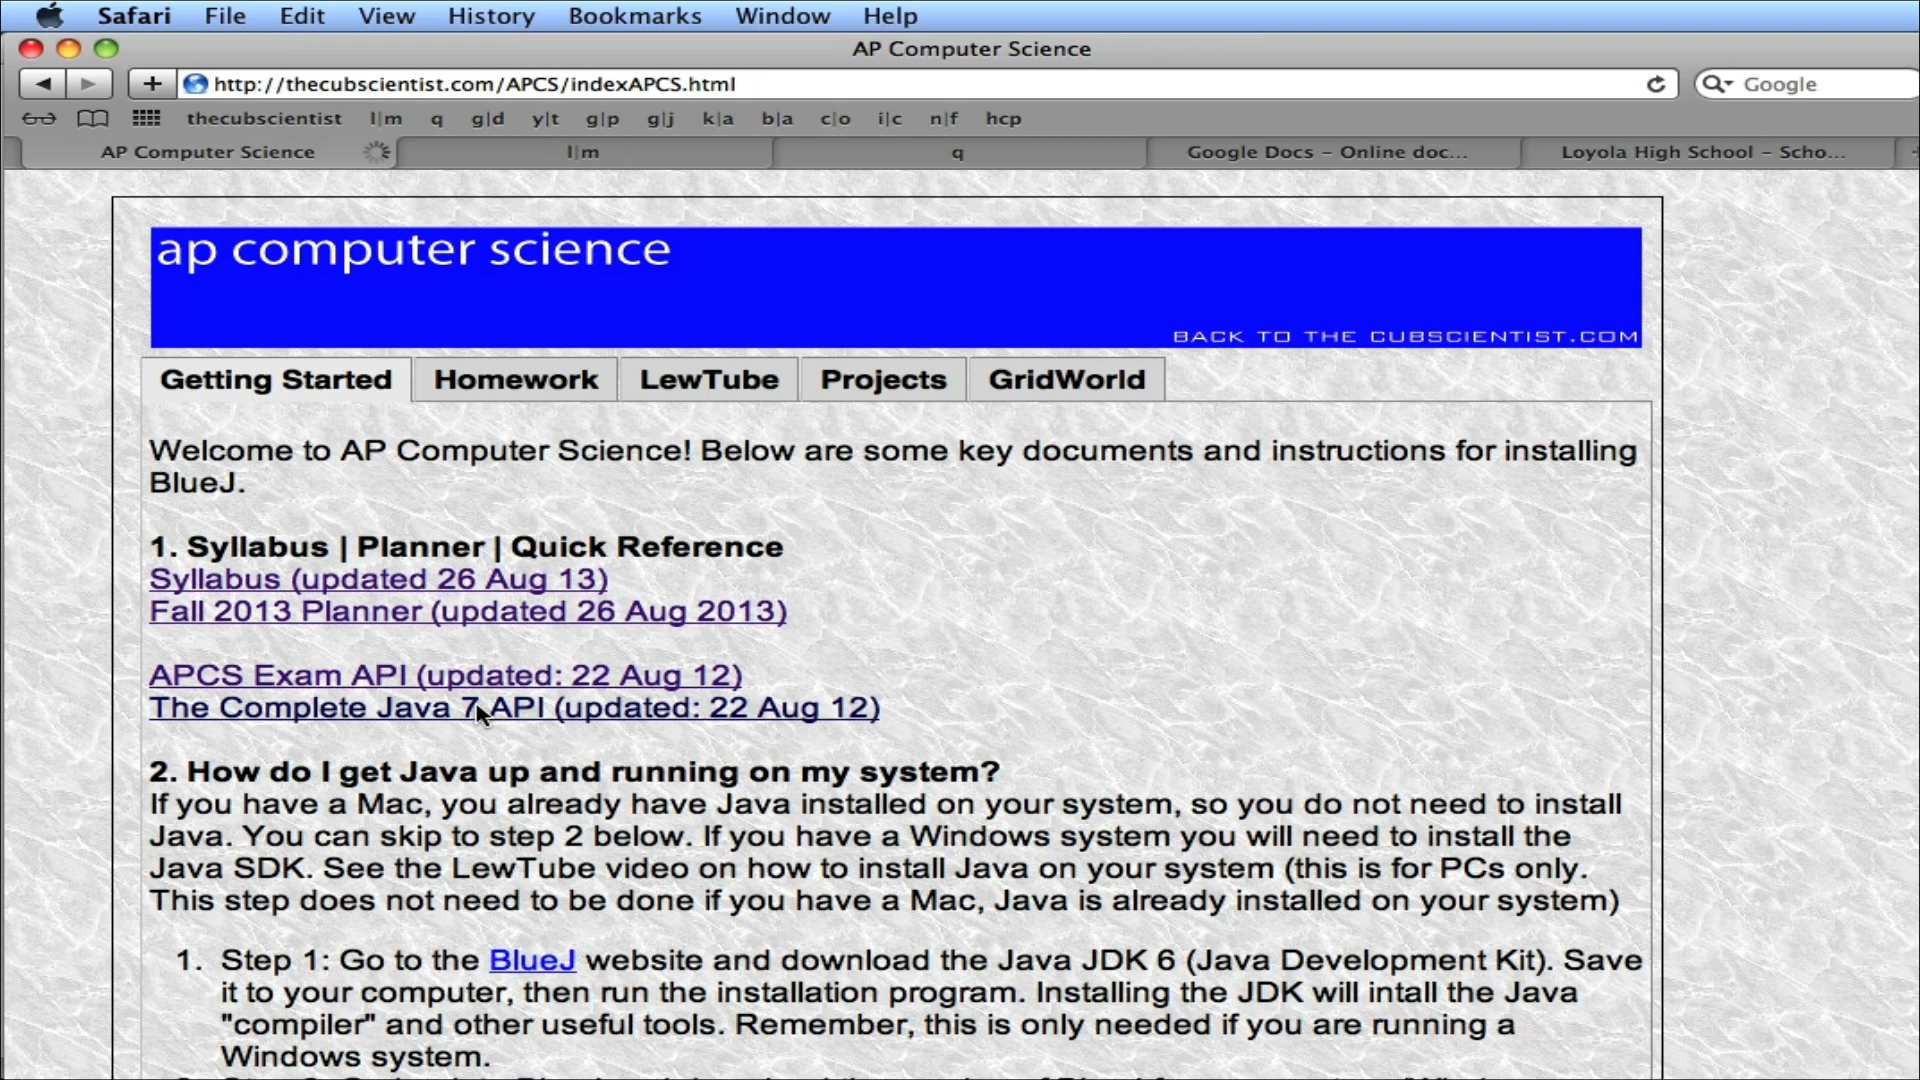 Safari File Edit View History Bookmarks Window Help
AP Computer Science
http://thecubscientist.com/APCS/indexAPCS.html
Google
thecubscientist l|m q g|d y|t g|p g|j k|a b|a c|o i|c n|f hcp
AP Computer Science l|m q Google Docs - Online doc... Loyola High School - Scho...
ap computer science
BACK TO THE CUBSCIENTIST.COM
Getting Started Homework LewTube Projects GridWorld
Welcome to AP Computer Science! Below are some key documents and instructions for installing
BlueJ.
1. Syllabus | Planner | Quick Reference
Syllabus (updated 26 Aug 13)
Fall 2013 Planner (updated 26 Aug 2013)
APCS Exam API (updated: 22 Aug 12)
The Complete Java 7 API (updated: 22 Aug 12)
2. How do I get Java up and running on my system?
If you have a Mac, you already have Java installed on your system, so you do not need to install
Java. You can skip to step 2 below. If you have a Windows system you will need to install the
Java SDK. See the LewTube video on how to install Java on your system (this is for PCs only.
This step does not need to be done if you have a Mac, Java is already installed on your system)
1. Step 1: Go to the BlueJ website and download the Java JDK 6 (Java Development Kit). Save
it to your computer, then run the installation program. Installing the JDK will intall the Java
"compiler" and other useful tools. Remember, this is only needed if you are running a
Windows system.